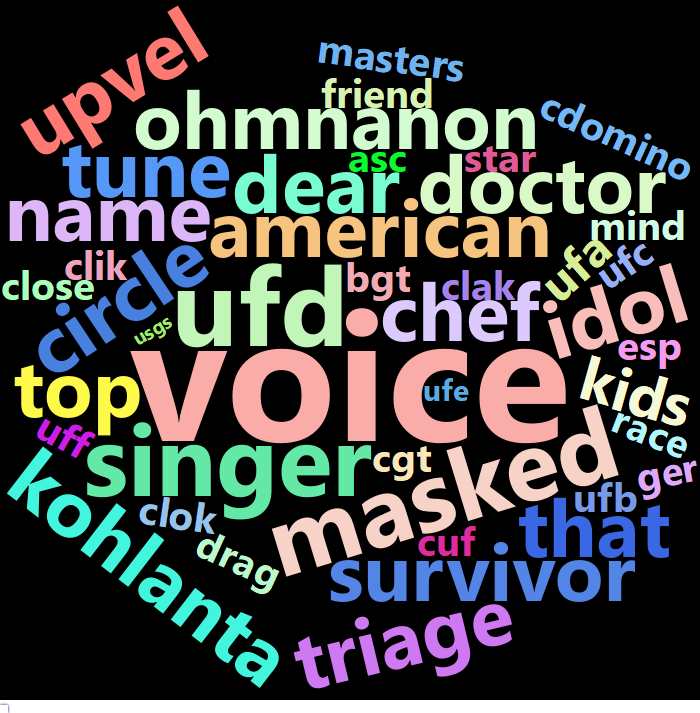 upvel
masters
friend
cdomino
ohmnanon
asc
star
tune
dear
doctor
name
american
mind
clik
circle
close
usgs
ufd
bgt
clak
ufa
ufc
chef
idol
esp
voice
top
ufe
kids
race
uff
singer
cgt
masked
ger
kohlanta
clok
drag
cuf
ufb
that
survivor
triage